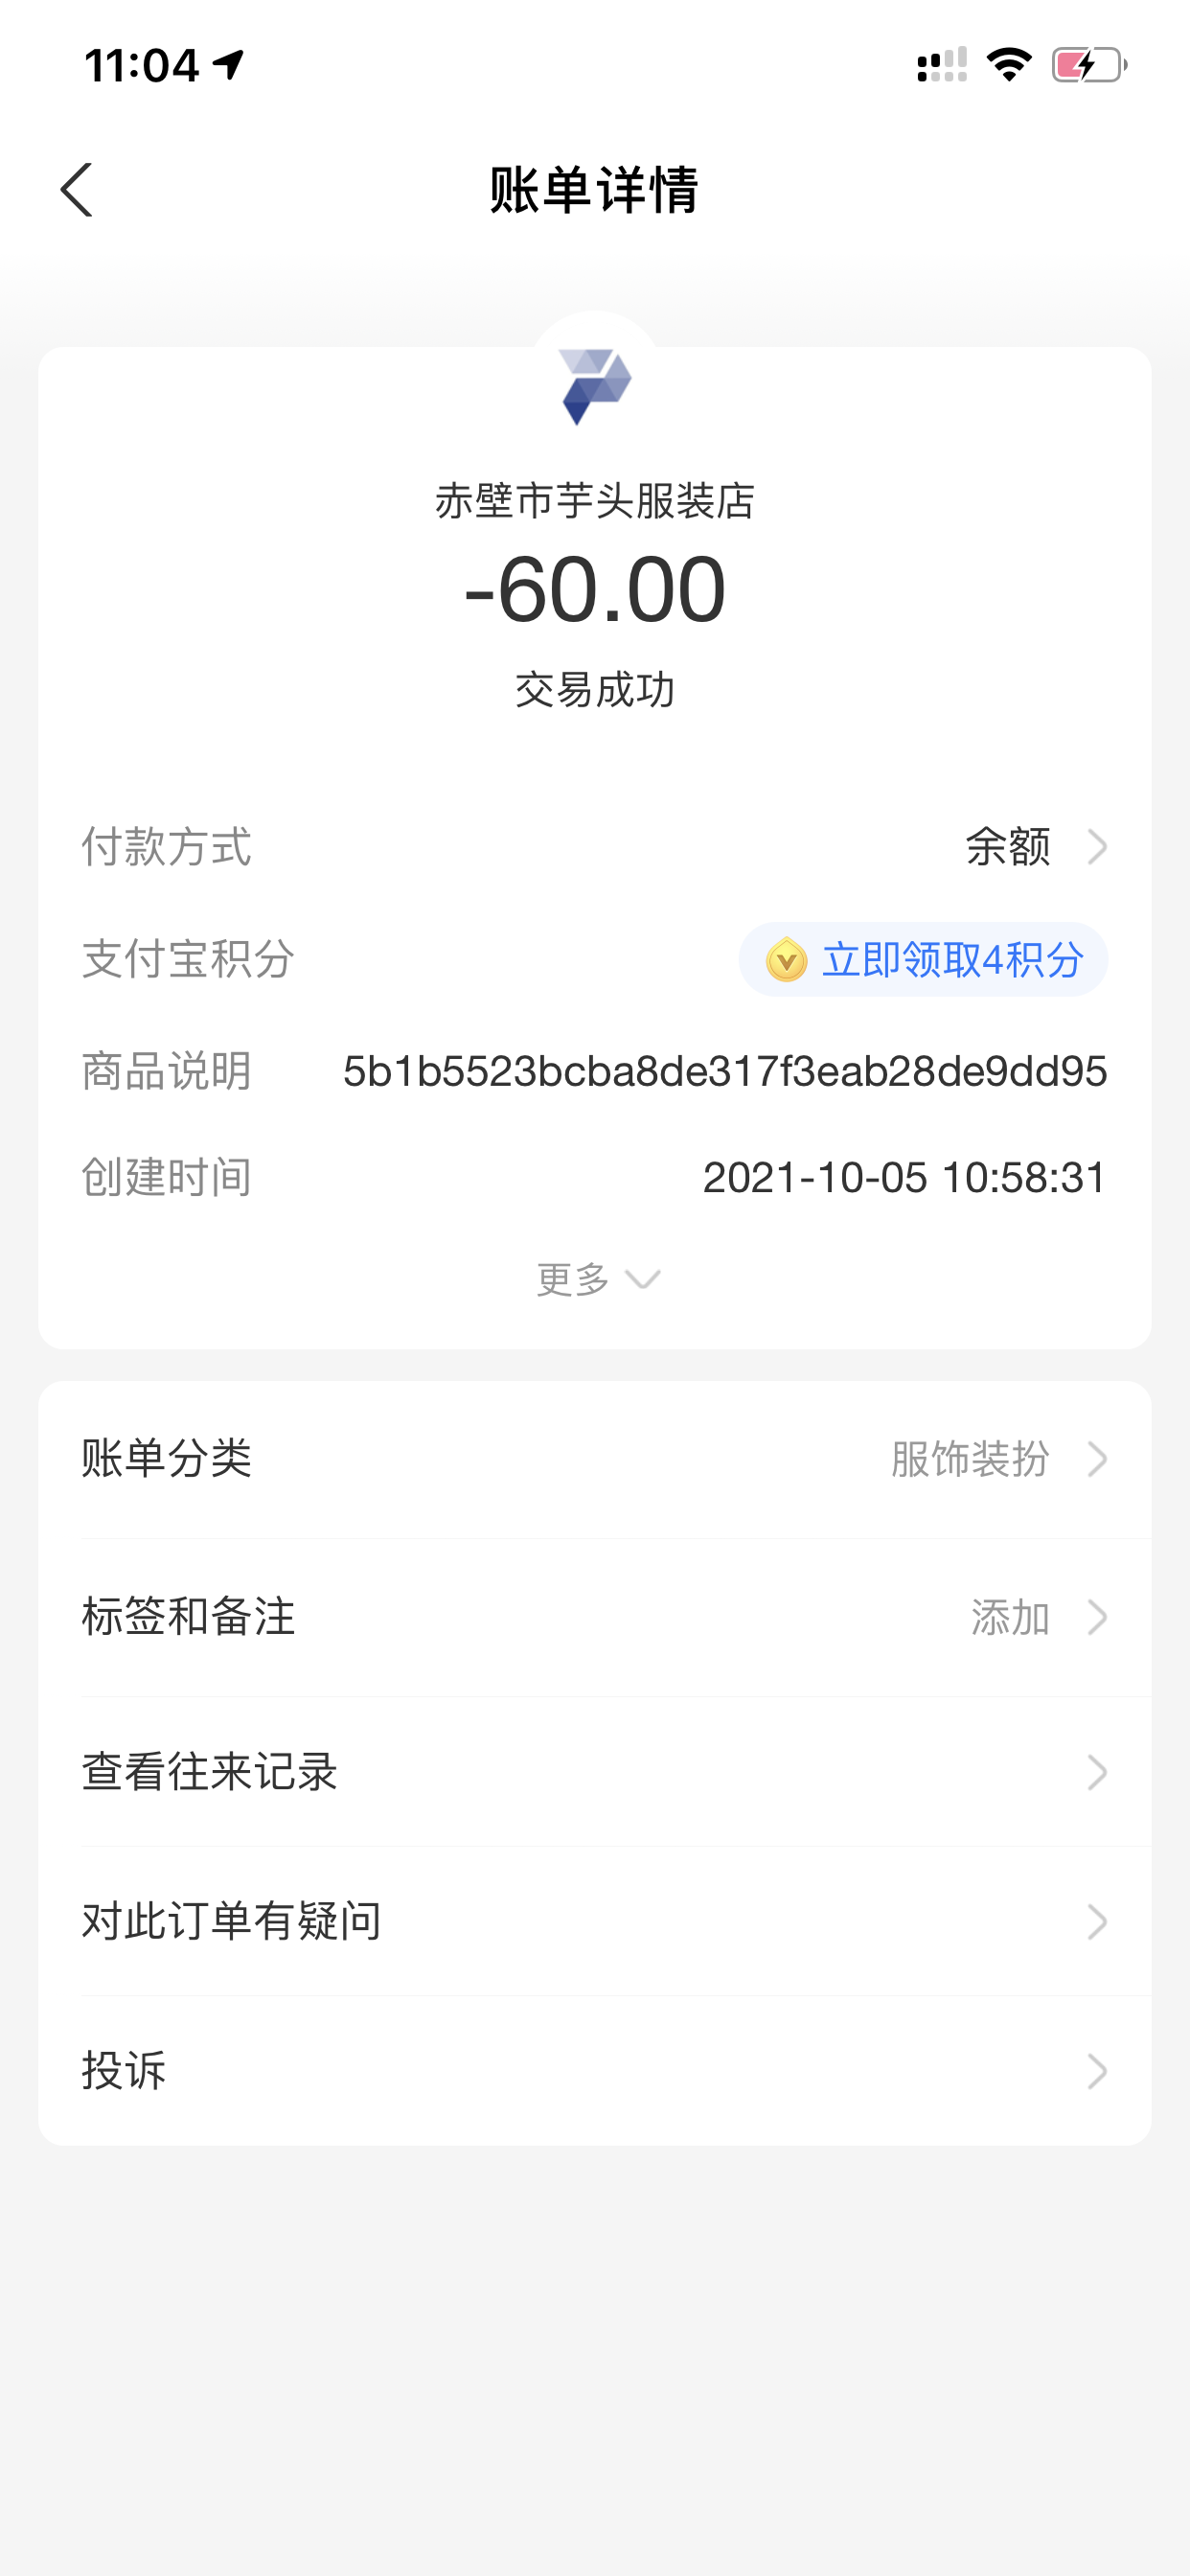 11:04
账单详情
赤壁市芋头服装店
-60.00
交易成功
付款方式 余额
支付宝积分 立即领取4积分
商品说明 5b1b5523bcba8de317f3eab28de9dd95
创建时间 2021-10-05 10:58:31
更多
账单分类 服饰装扮
标签和备注 添加
查看往来记录
对此订单有疑问
投诉